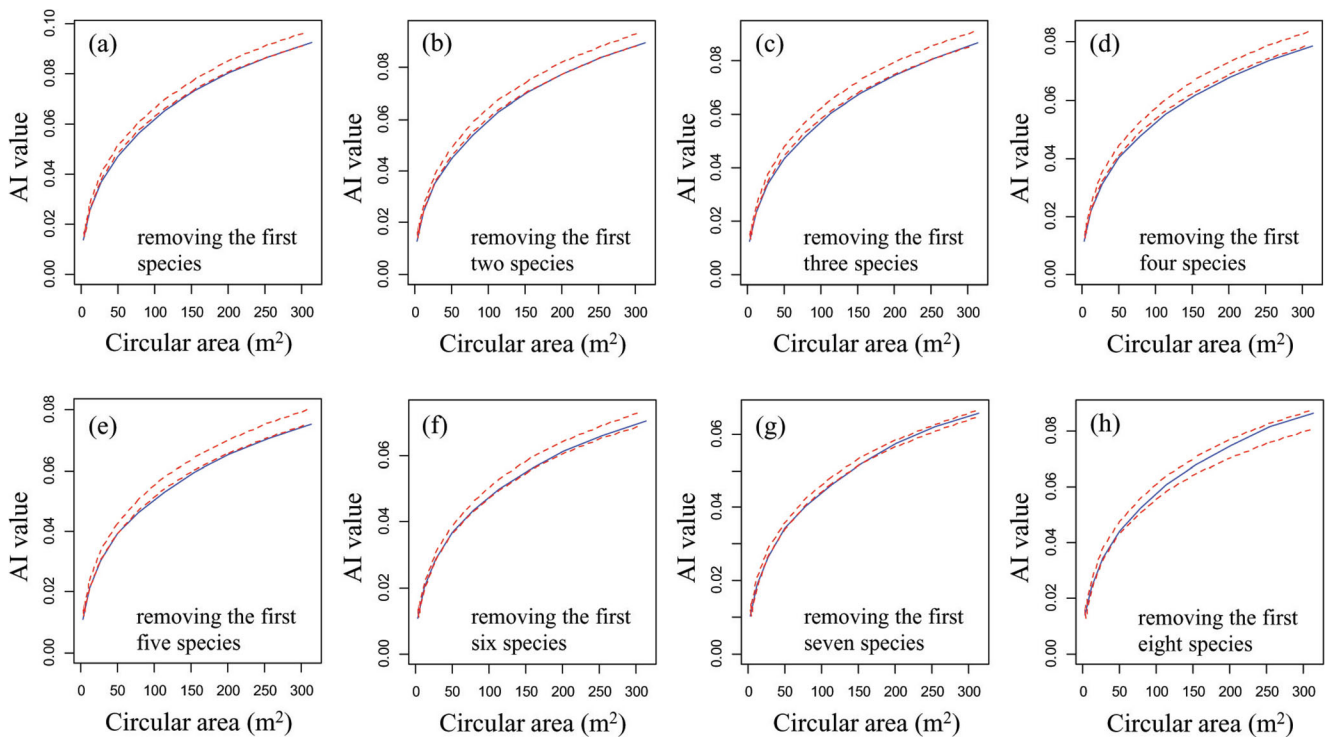 (a)
AI value
0.00
0.02
0.04
0.06
0.08
0.10
removing the first
species
0
50
100
150
200
250
300
Circular area (m²)
(b)
AI value
0.00
0.02
0.04
0.06
0.08
removing the first
two species
0
50
100
150
200
250
300
Circular area (m²)
(c)
AI value
0.00
0.02
0.04
0.06
0.08
removing the first
three species
0
50
100
150
200
250
300
Circular area (m²)
(d)
AI value
0.00
0.02
0.04
0.06
0.08
removing the first
four species
0
50
100
150
200
250
300
Circular area (m²)
(e)
AI value
0.00
0.02
0.04
0.06
0.08
removing the first
five species
0
50
100
150
200
250
300
Circular area (m²)
(f)
AI value
0.00
0.02
0.04
0.06
removing the first
six species
0
50
100
150
200
250
300
Circular area (m²)
(g)
AI value
0.00
0.02
0.04
0.06
removing the first
seven species
0
50
100
150
200
250
300
Circular area (m²)
(h)
AI value
0.00
0.02
0.04
0.06
0.08
removing the first
eight species
0
50
100
150
200
250
300
Circular area (m²)